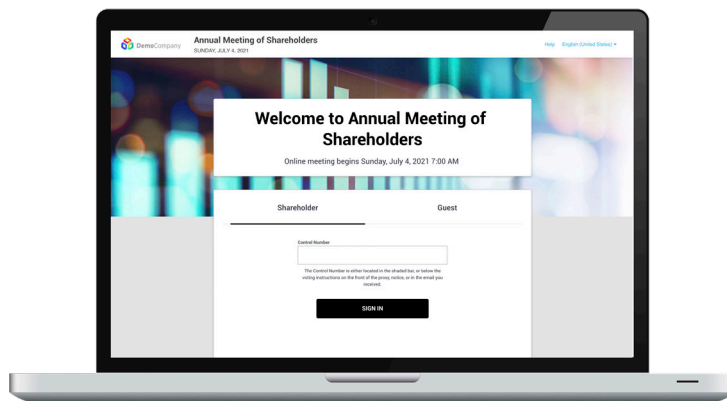 DemoCompany
Annual Meeting of Shareholders
SUNDAY, JULY 4, 2021
Help English (United States)
Welcome to Annual Meeting of
Shareholders
Online meeting begins Sunday, July 4, 2021 7:00 AM
Shareholder Guest
Control Number
The Control Number is either located in the shaded bar, or below the
voting instructions on the front of the proxy, notice, or in the email you
received.
SIGN IN